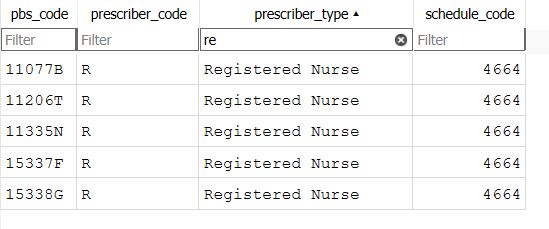 pbs_code prescriber_code prescriber_type schedule_code
Filter Filter re Filter
11077B R Registered Nurse 4664
11206T R Registered Nurse 4664
11335N R Registered Nurse 4664
15337F R Registered Nurse 4664
15338G R Registered Nurse 4664